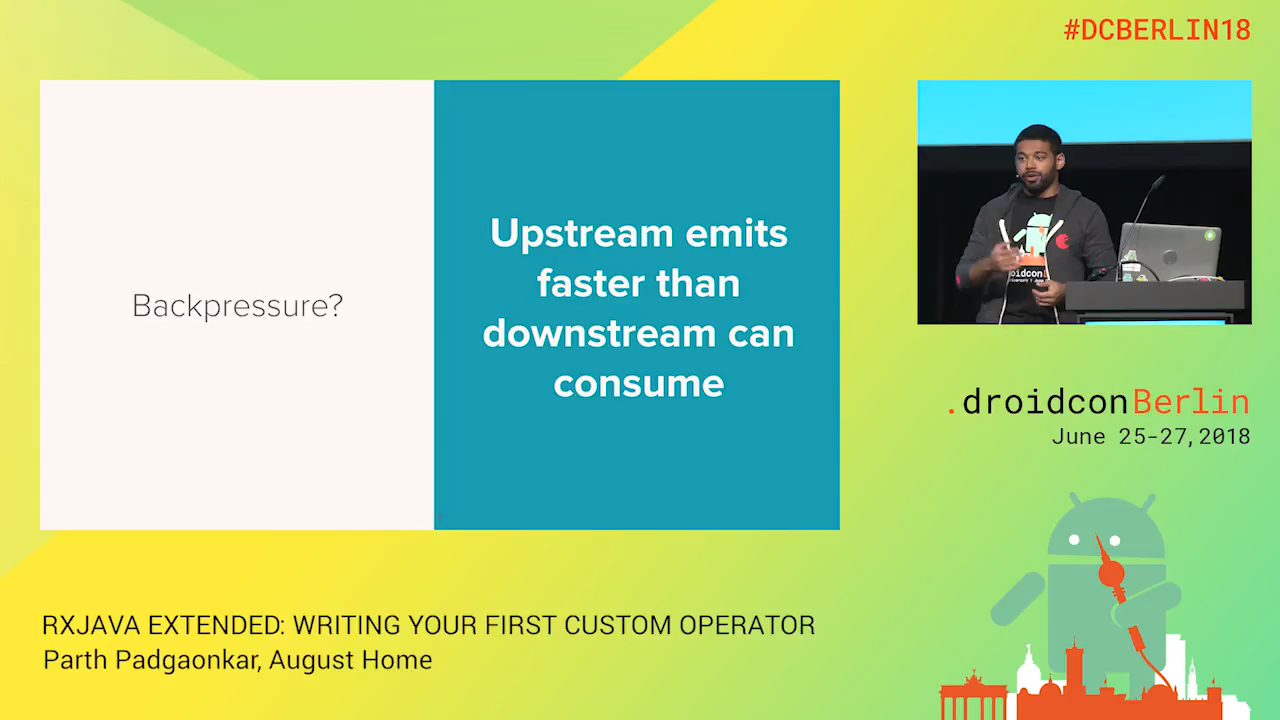 #DCBERLIN18
Backpressure?
Upstream emits
faster than
downstream can
consume
.droidconBerlin
June 25-27,2018
RXJAVA EXTENDED: WRITING YOUR FIRST CUSTOM OPERATOR
Parth Padgaonkar, August Home